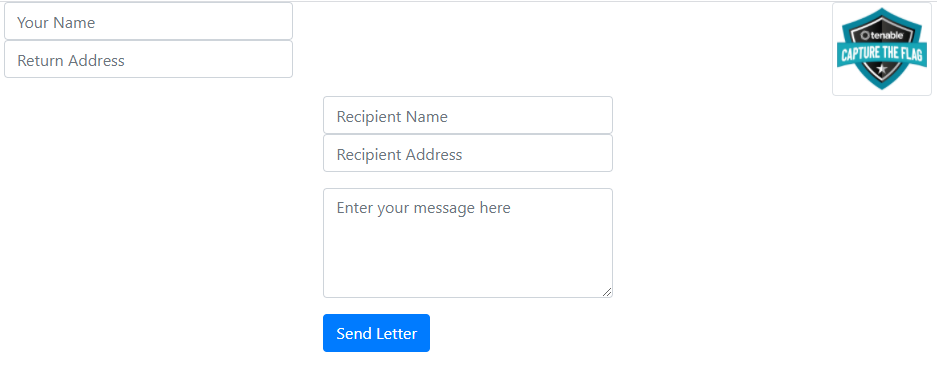 Your Name
Return Address
tenable
CAPTURE THE FLAG
Recipient Name
Recipient Address
Enter your message here
Send Letter